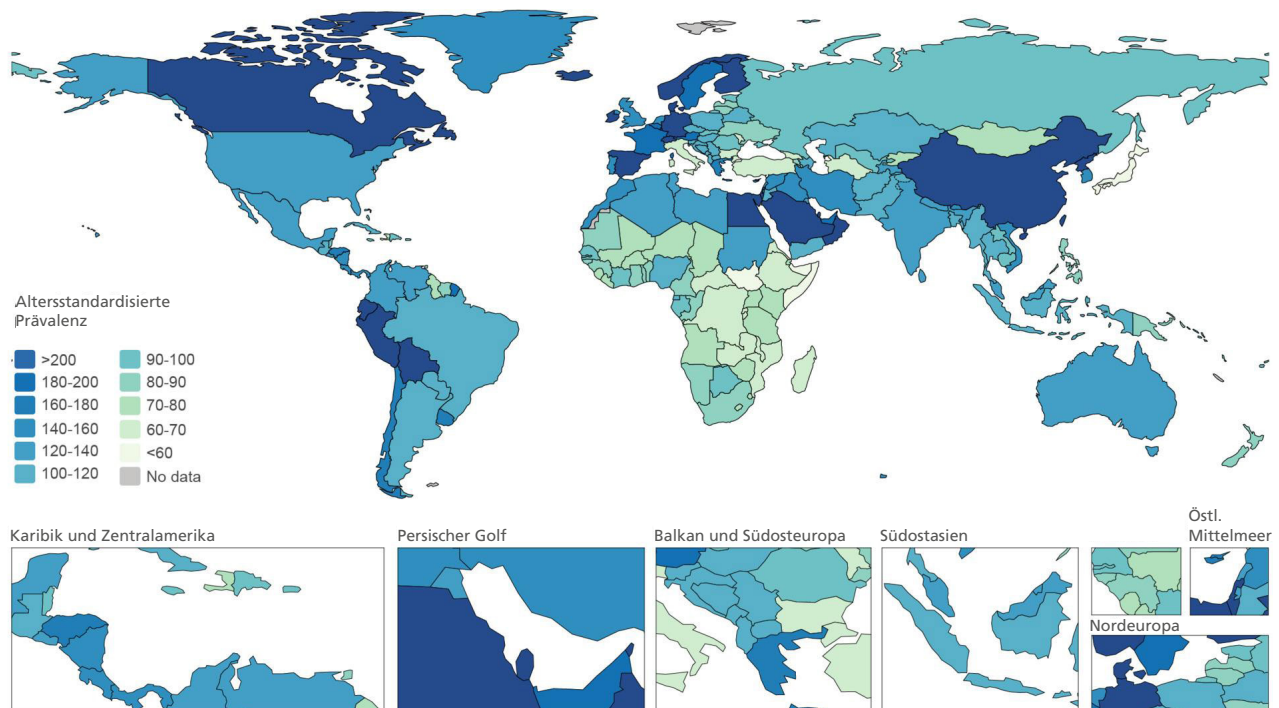 Altersstandardisierte
Prävalenz
>200
180-200
160-180
140-160
120-140
100-120
90-100
80-90
70-80
60-70
<60
No data
Karibik und Zentralamerika
Persischer Golf
Balkan und Südosteuropa
Südostasien
Östl.
Mittelmeer
Nordeuropa